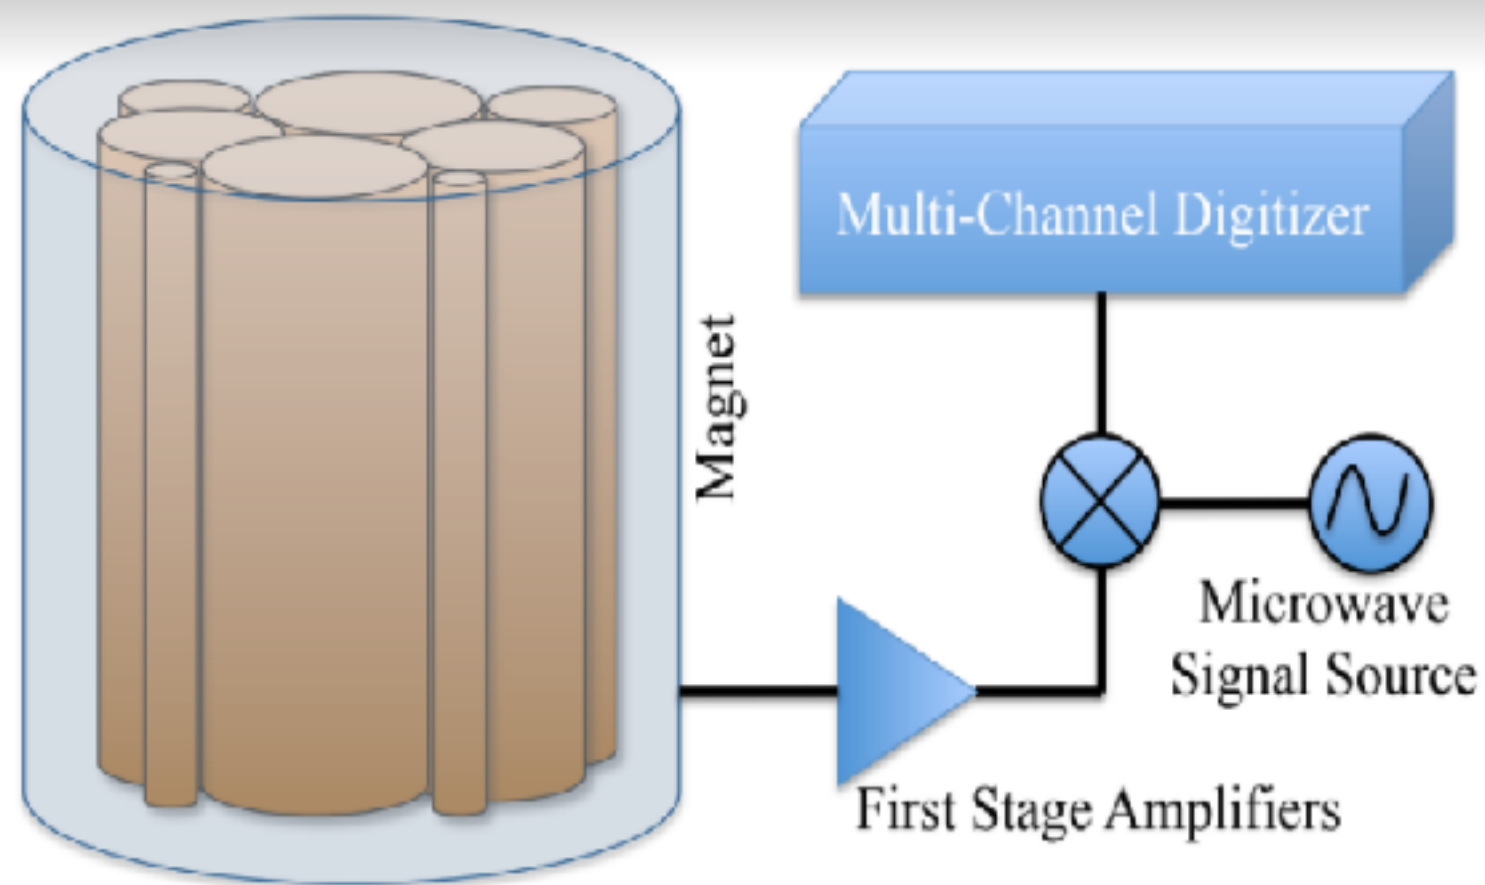 Multi-Channel Digitizer
Magnet
Microwave
Signal Source
First Stage Amplifiers